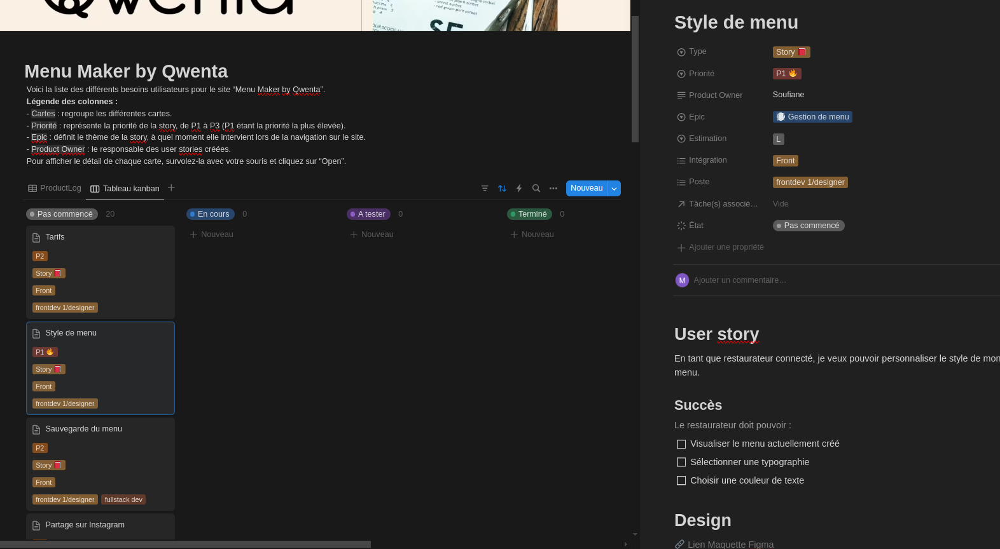 Qwenta
Menu Maker by Qwenta
Voici la liste des différents besoins utilisateurs pour le site “Menu Maker by Qwenta”.
Légende des colonnes :
- Cartes : regroupe les différentes cartes.
- Priorité : représente la priorité de la story, de P1 à P3 (P1 étant la priorité la plus élevée).
- Epic : définit le thème de la story, à quel moment elle intervient lors de la navigation sur le site.
- Product Owner : le responsable des user stories créées.
Pour afficher le détail de chaque carte, survolez-la avec votre souris et cliquez sur “Open”.
ProductLog
Tableau kanban
Nouveau
Pas commencé 20
En cours 0
A tester 0
Terminé 0
Nouveau
Nouveau
Nouveau
Tarifs
P2
Story
Front
frontdev 1/designer
Style de menu
P1
Story
Front
frontdev 1/designer
Sauvegarde du menu
P2
Story
Front
frontdev 1/designer fullstack dev
Partage sur Instagram
Style de menu
Type Story
Priorité P1
Product Owner Soufiane
Epic Gestion de menu
Estimation L
Intégration Front
Poste frontdev 1/designer
Tâche(s) associé… Vide
État Pas commencé
Ajouter une propriété
M Ajouter un commentaire…
User story
En tant que restaurateur connecté, je veux pouvoir personnaliser le style de mon
menu.
Succès
Le restaurateur doit pouvoir :
Visualiser le menu actuellement créé
Sélectionner une typographie
Choisir une couleur de texte
Design
Lien Maquette Figma